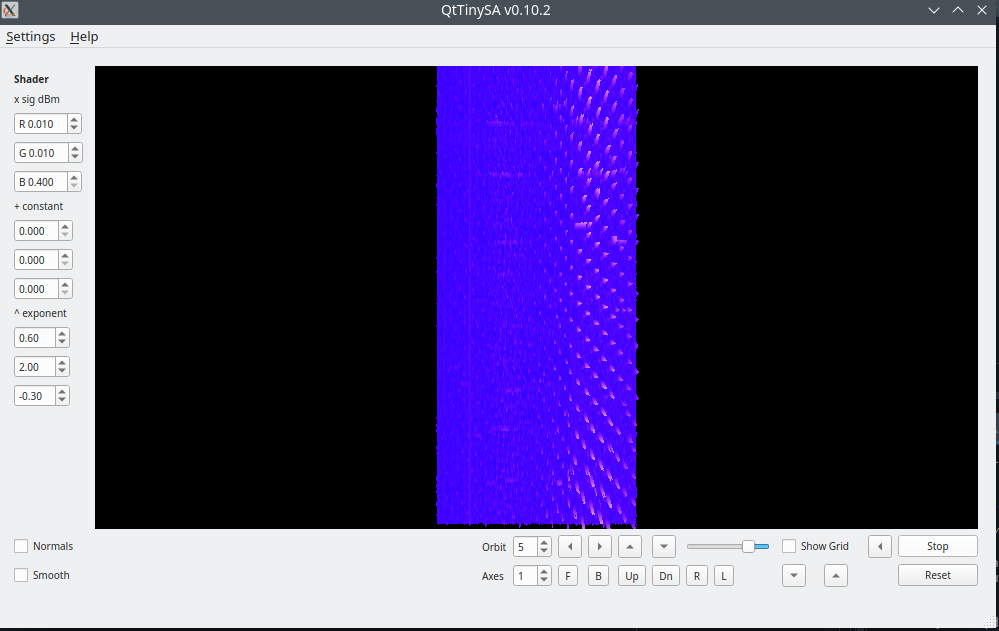 QtTinySA v0.10.2
Settings Help
Shader
x sig dBm
R 0.010
G 0.010
B 0.400
+ constant
0.000
0.000
0.000
^ exponent
0.60
2.00
-0.30
Normals Orbit 5 Show Grid Stop
Smooth Axes 1 F B Up Dn R L Reset